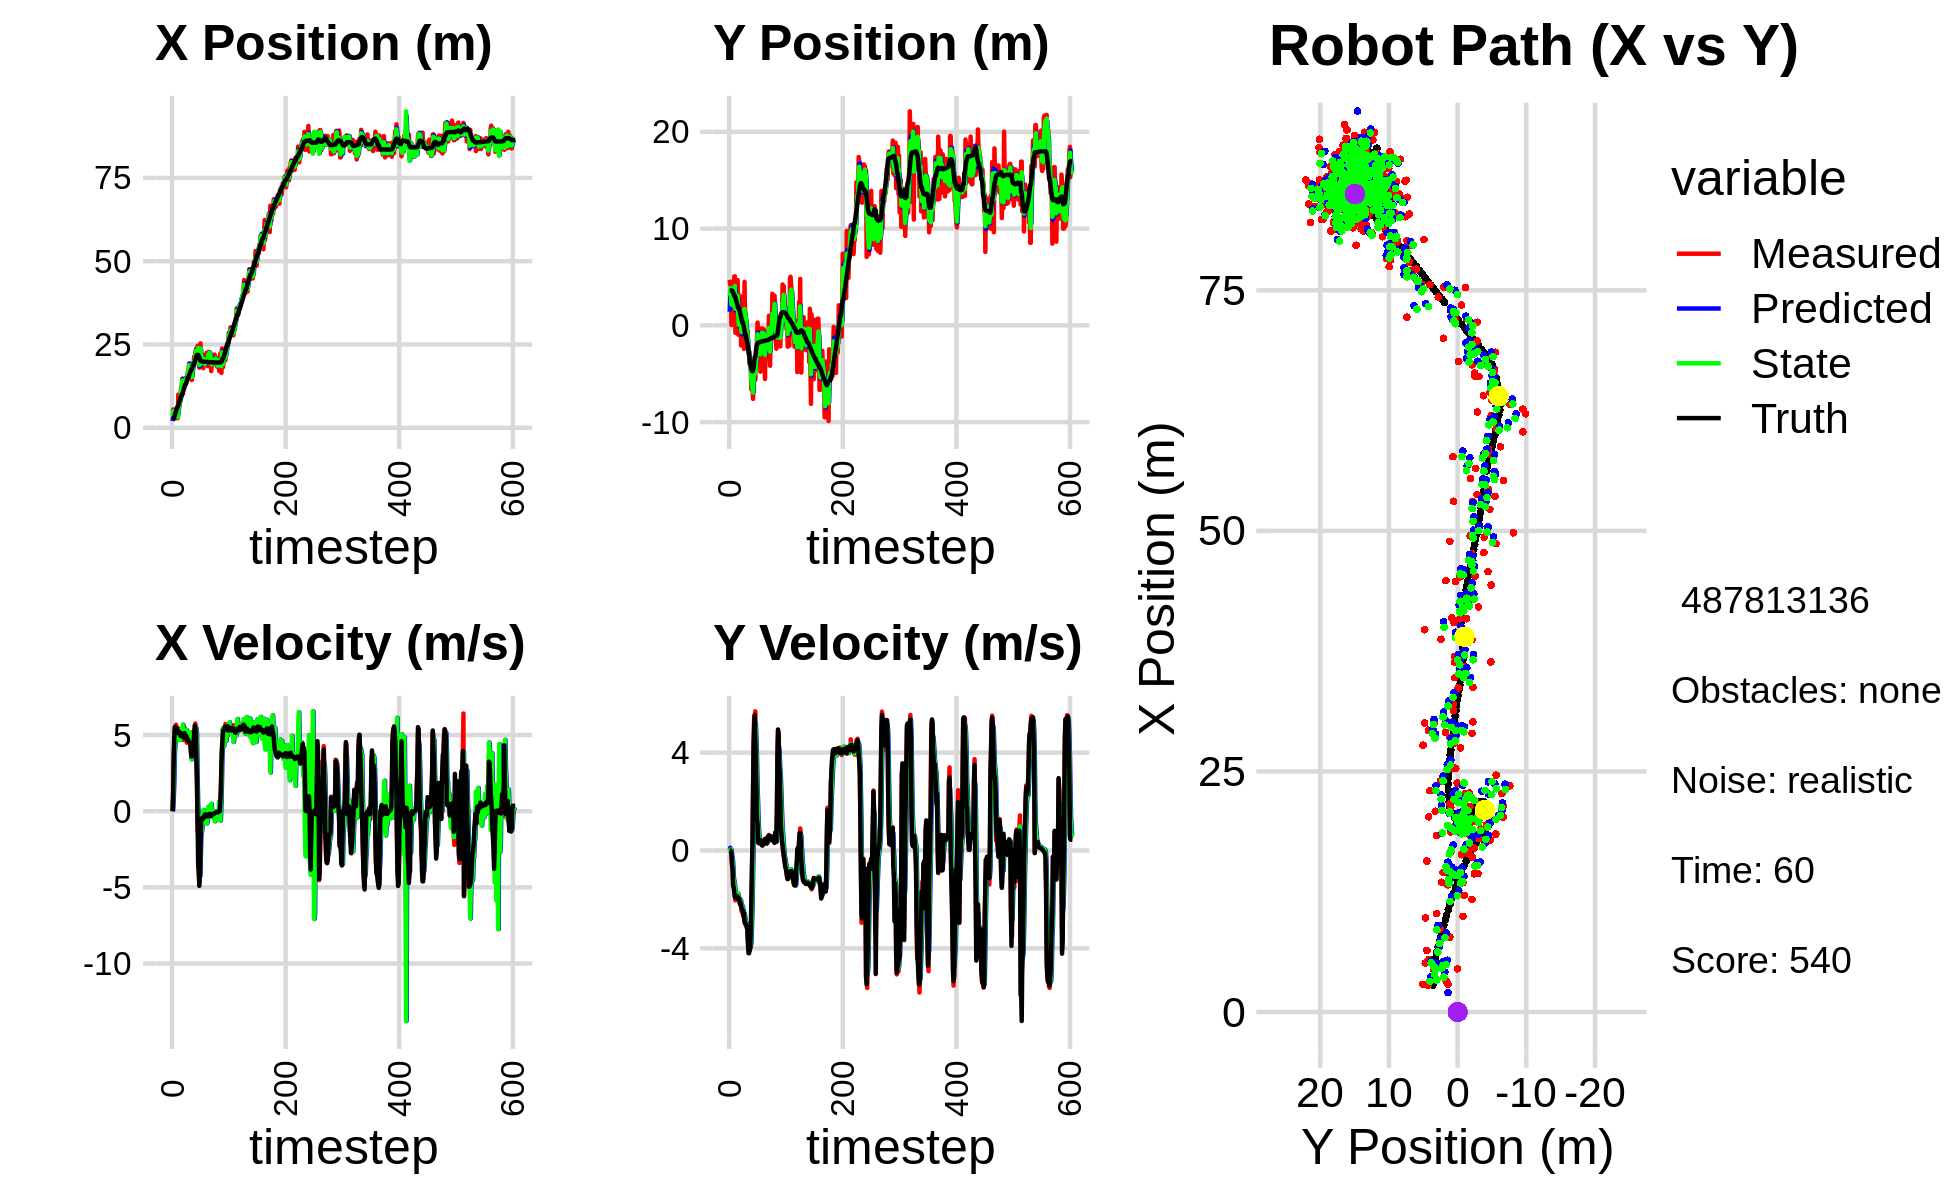 X Position (m)
75
50
25
0
0
200
400
600
timestep
Y Position (m)
20
10
0
-10
0
200
400
600
timestep
X Velocity (m/s)
5
0
-5
-10
0
200
400
600
timestep
Y Velocity (m/s)
4
0
-4
0
200
400
600
timestep
Robot Path (X vs Y)
X Position (m)
75
50
25
0
20 10 0 -10 -20
Y Position (m)
variable
Measured
Predicted
State
Truth
487813136
Obstacles: none
Noise: realistic
Time: 60
Score: 540